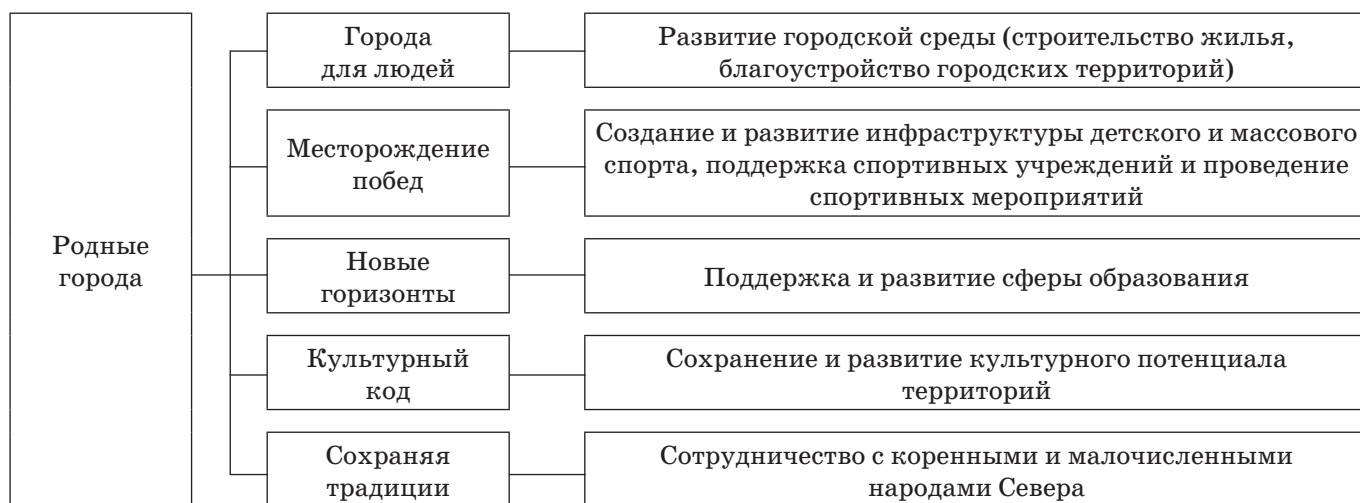 Родные
города
Города
для людей
Развитие городской среды (строительство жилья,
благоустройство городских территорий)
Месторождение
побед
Создание и развитие инфраструктуры детского и массового
спорта, поддержка спортивных учреждений и проведение
спортивных мероприятий
Новые
горизонты
Поддержка и развитие сферы образования
Культурный
код
Сохранение и развитие культурного потенциала
территорий
Сохраняя
традиции
Сотрудничество с коренными и малочисленными
народами Севера